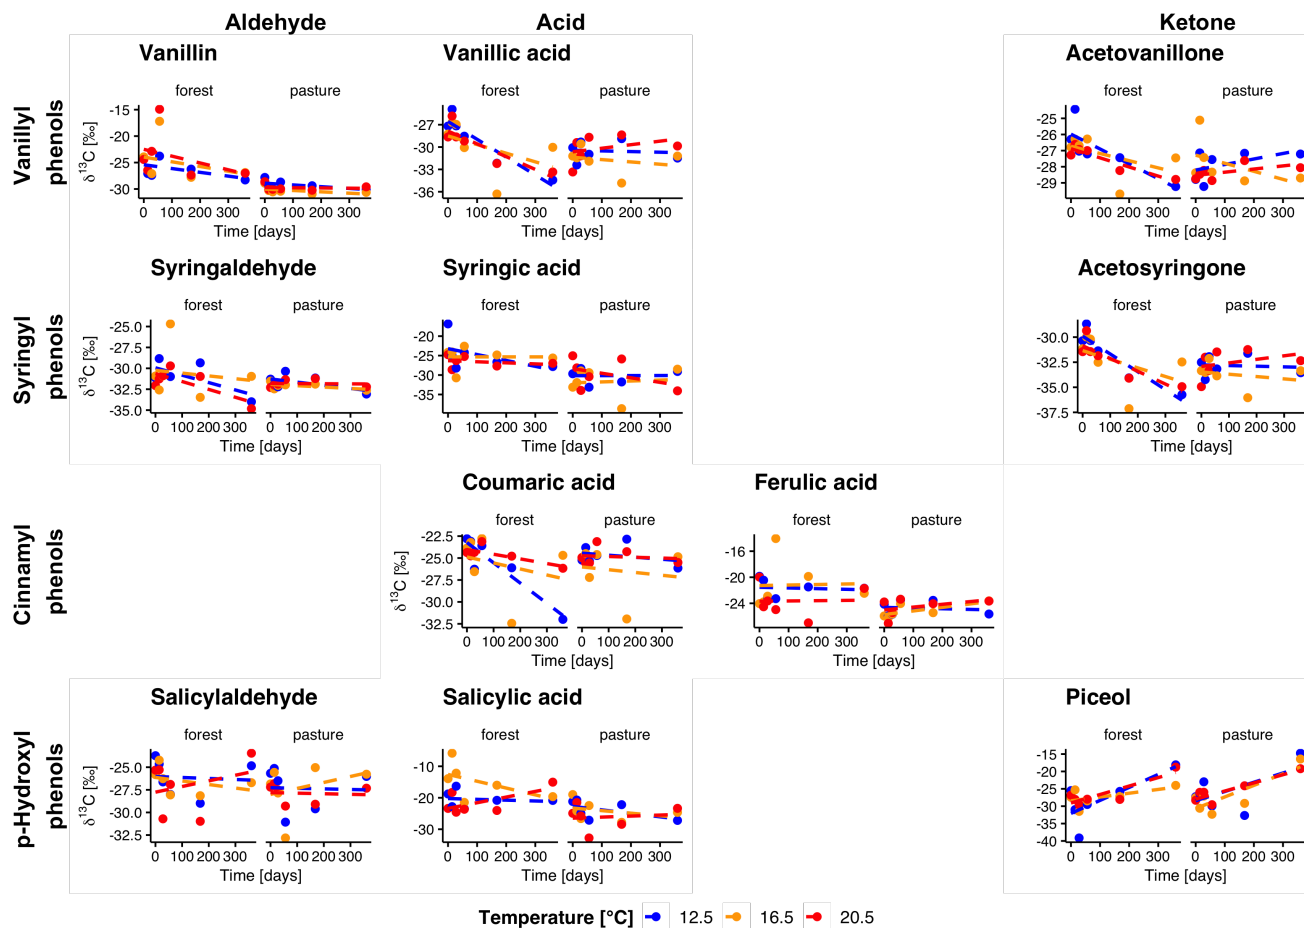 Aldehyde Acid Ketone
Vanillyl
phenols
Vanillin Vanillic acid Acetovanillone
forest pasture forest pasture forest pasture
δ13C [‰]
-15
-20
-25
-30
-27
-30
-33
-36
-25
-26
-27
-28
-29
0 100 200 300 0 100 200 300 0 100 200 300 0 100 200 300 0 100 200 300 0 100 200 300
Time [days] Time [days] Time [days]
Syringyl
phenols
Syringaldehyde Syringic acid Acetosyringone
forest pasture forest pasture forest pasture
δ13C [‰]
-25.0
-27.5
-30.0
-32.5
-35.0
-20
-25
-30
-35
-30.0
-32.5
-35.0
-37.5
0 100 200 300 0 100 200 300 0 100 200 300 0 100 200 300 0 100 200 300 0 100 200 300
Time [days] Time [days] Time [days]
Cinnamyl
phenols
Coumaric acid Ferulic acid
forest pasture forest pasture
δ13C [‰]
-22.5
-25.0
-27.5
-30.0
-32.5
-16
-20
-24
0 100 200 300 0 100 200 300 0 100 200 300 0 100 200 300
Time [days] Time [days]
p-Hydroxyl
phenols
Salicylaldehyde Salicylic acid Piceol
forest pasture forest pasture forest pasture
δ13C [‰]
-25.0
-27.5
-30.0
-32.5
-10
-20
-30
-15
-20
-25
-30
-35
-40
0 100 200 300 0 100 200 300 0 100 200 300 0 100 200 300 0 100 200 300 0 100 200 300
Time [days] Time [days] Time [days]
Temperature [°C] 12.5 16.5 20.5